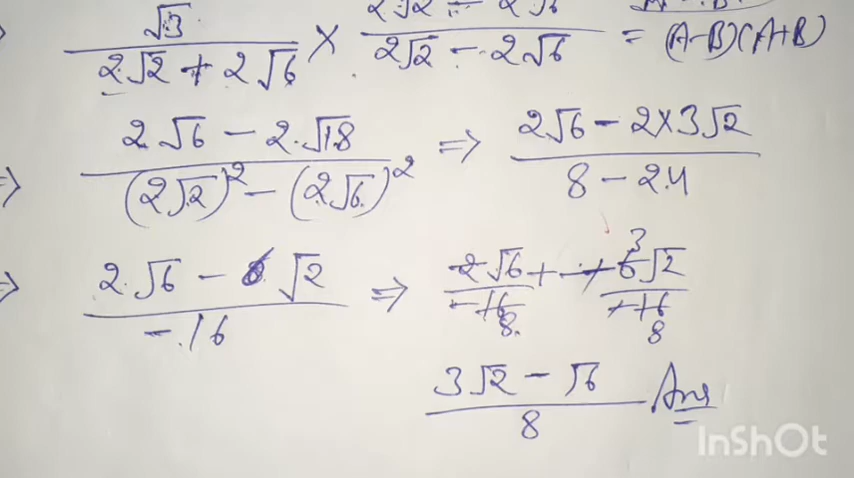 √3 / 2√2 + 2√6 × 2√2 - 2√6 / 2√2 - 2√6 = (A-B)(A+B)
⇒ 2√6 - 2√18 / (2√2)² - (2√6)² ⇒ 2√6 - 2×3√2 / 8 - 24
⇒ 2√6 - 6√2 / -16 ⇒ -2√6 / -16 8 + -+6 3√2 / -16 8
3√2 - √6 / 8 Ans
InShOt